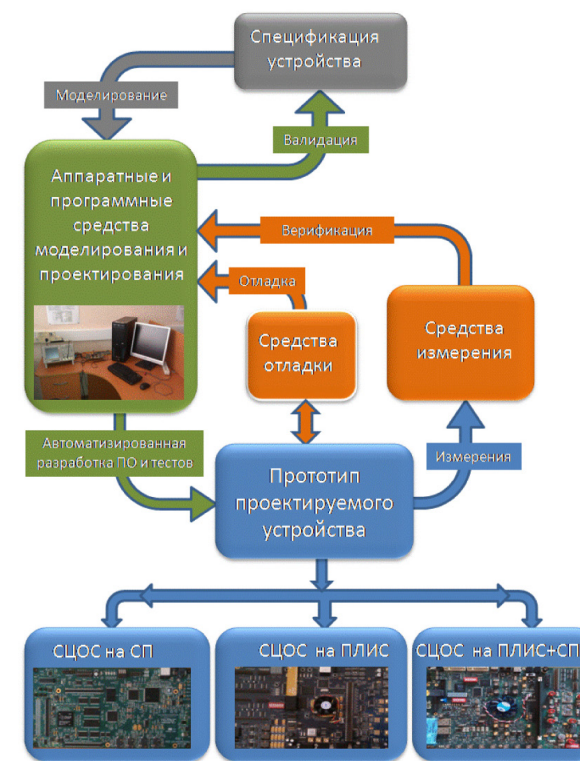 Спецификация
устройства
Моделирование
Валидация
Аппаратные и
программные
средства
моделирования и
проектирования
Верификация
Отладка
Средства
отладки
Средства
измерения
Автоматизированная
разработка ПО и тестов
Измерения
Прототип
проектируемого
устройства
СЦОС на СП
СЦОС на ПЛИС
СЦОС на ПЛИС+СП